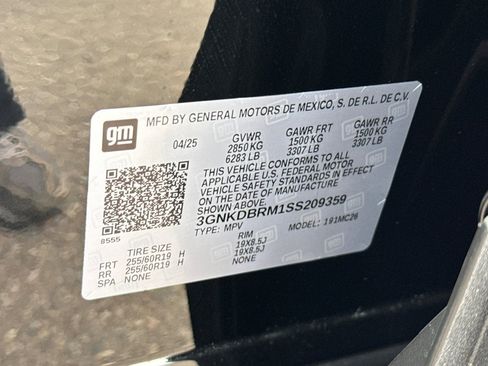 gm
MFD BY GENERAL MOTORS DE MEXICO, S. DE R.L. DE C.V.
04/25 GVWR GAWR FRT GAWR RR
2850 KG 1500 KG 1500 KG
6283 LB 3307 LB 3307 LB
THIS VEHICLE CONFORMS TO ALL
APPLICABLE U.S. FEDERAL MOTOR
VEHICLE SAFETY STANDARDS IN EFFECT
ON THE DATE OF MANUFACTURE
SHOWN ABOVE.
3GNKDBRM1SS209359
TYPE: MPV MODEL: 191MC26
8555
TIRE SIZE RIM
FRT 255/60R19 H 19X8.5J
RR 255/60R19 H 19X8.5J
SPA NONE NONE